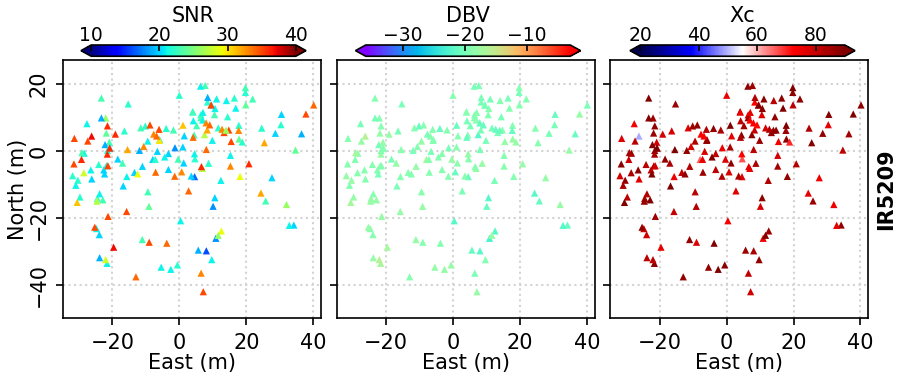 SNR DBV Xc
10 20 30 40 −30 −20 −10 20 40 60 80
20
0
−20
−40
North (m)
IR5209
−20 0 20 40 −20 0 20 40 −20 0 20 40
East (m) East (m) East (m)